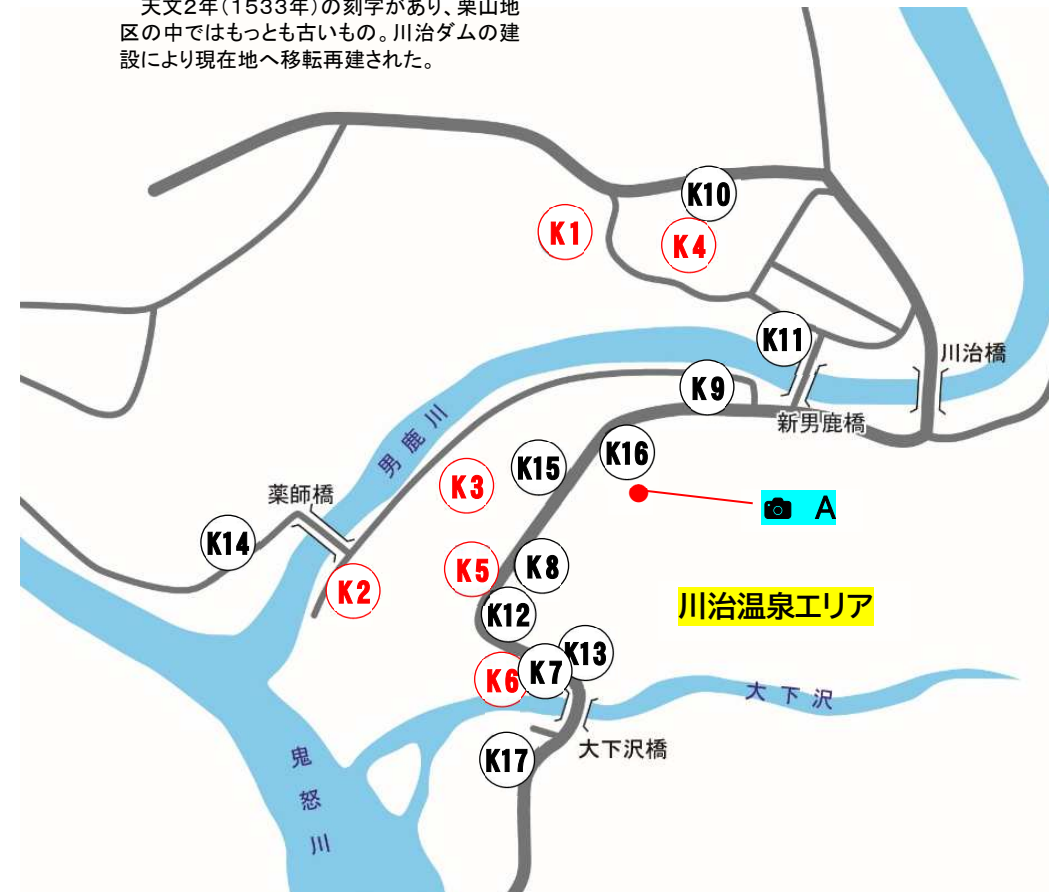 天文2年(1533年)の刻字があり、栗山地
区の中ではもっとも古いもの。川治ダムの建
設により現在地へ移転再建された。
K10
K1
K4
K11
川治橋
K9
新男鹿橋
男鹿川
K16
K15
K3
薬師橋
A
K14
K5
K8
K2
川治温泉エリア
K12
K13
K7
K6
大下沢
大下沢橋
K17
鬼怒川